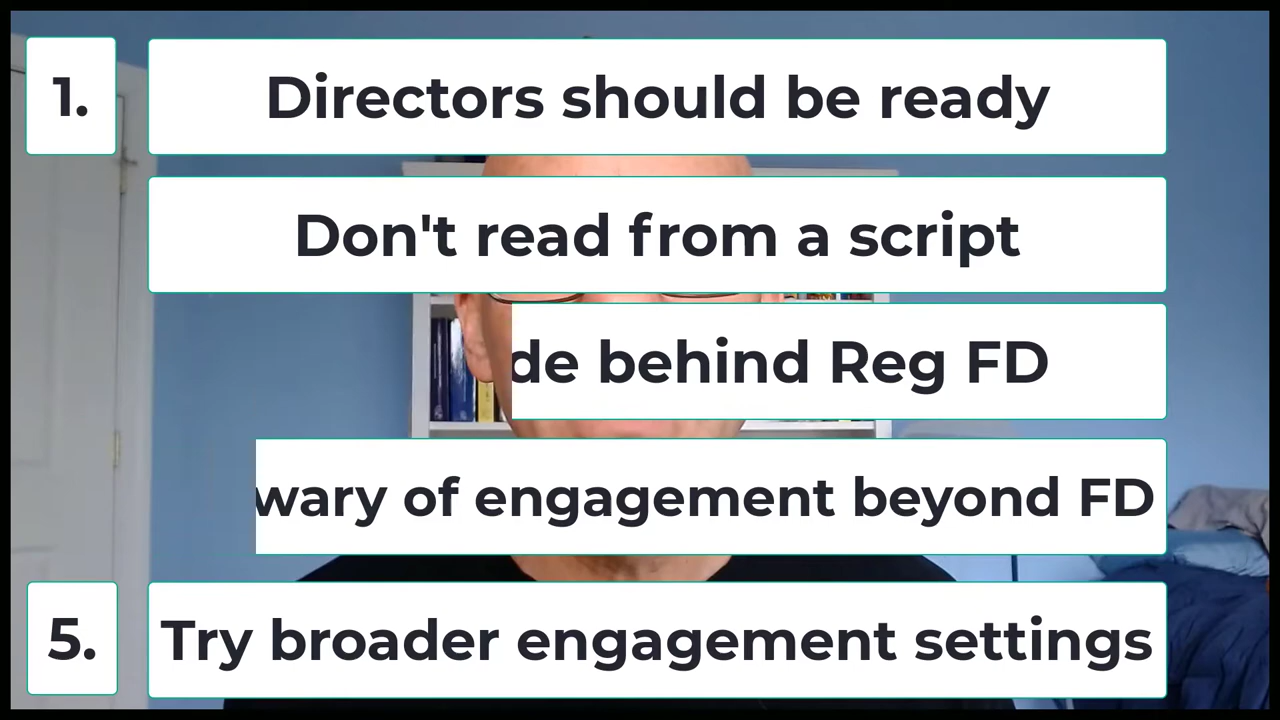 1. Directors should be ready
Don't read from a script
de behind Reg FD
wary of engagement beyond FD
5. Try broader engagement settings